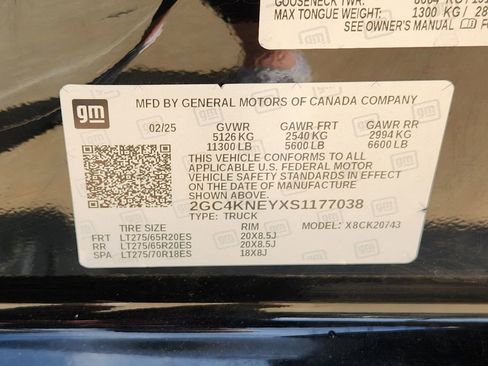 GOOSENECK TWR:
MAX TONGUE WEIGHT: 1300 KG / 28
SEE OWNER'S MANUAL
gm
MFD BY GENERAL MOTORS OF CANADA COMPANY
02/25 GVWR GAWR FRT GAWR RR
5126 KG 2540 KG 2994 KG
11300 LB 5600 LB 6600 LB
THIS VEHICLE CONFORMS TO ALL
APPLICABLE U.S. FEDERAL MOTOR
VEHICLE SAFETY STANDARDS IN EFFECT
ON THE DATE OF MANUFACTURE
SHOWN ABOVE.
2GC4KNEYXS1177038
TYPE: TRUCK
TIRE SIZE RIM MODEL: X8CK20743
FRT LT275/65R20ES 20X8.5J
RR LT275/65R20ES 20X8.5J
SPA LT275/70R18ES 18X8J